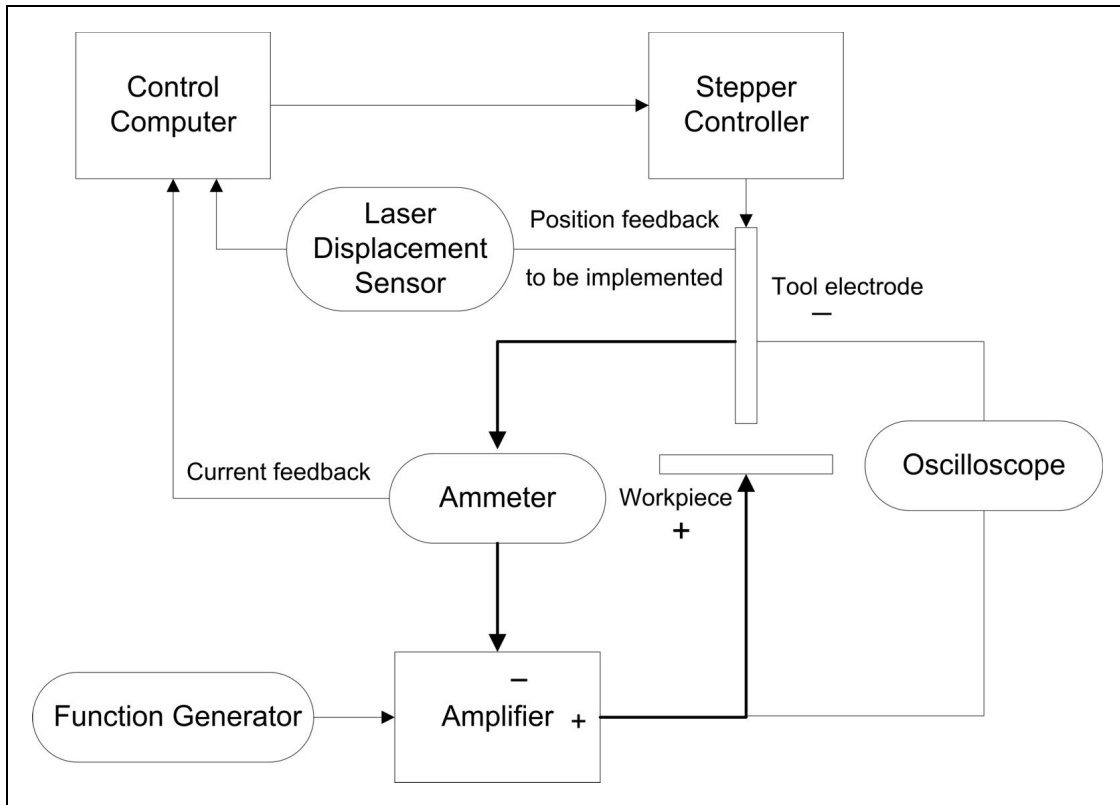 Control
Computer
Stepper
Controller
Laser
Displacement
Sensor
Position feedback
to be implemented
Tool electrode
−
Current feedback
Ammeter
Workpiece
+
Oscilloscope
Function Generator
−
Amplifier
+